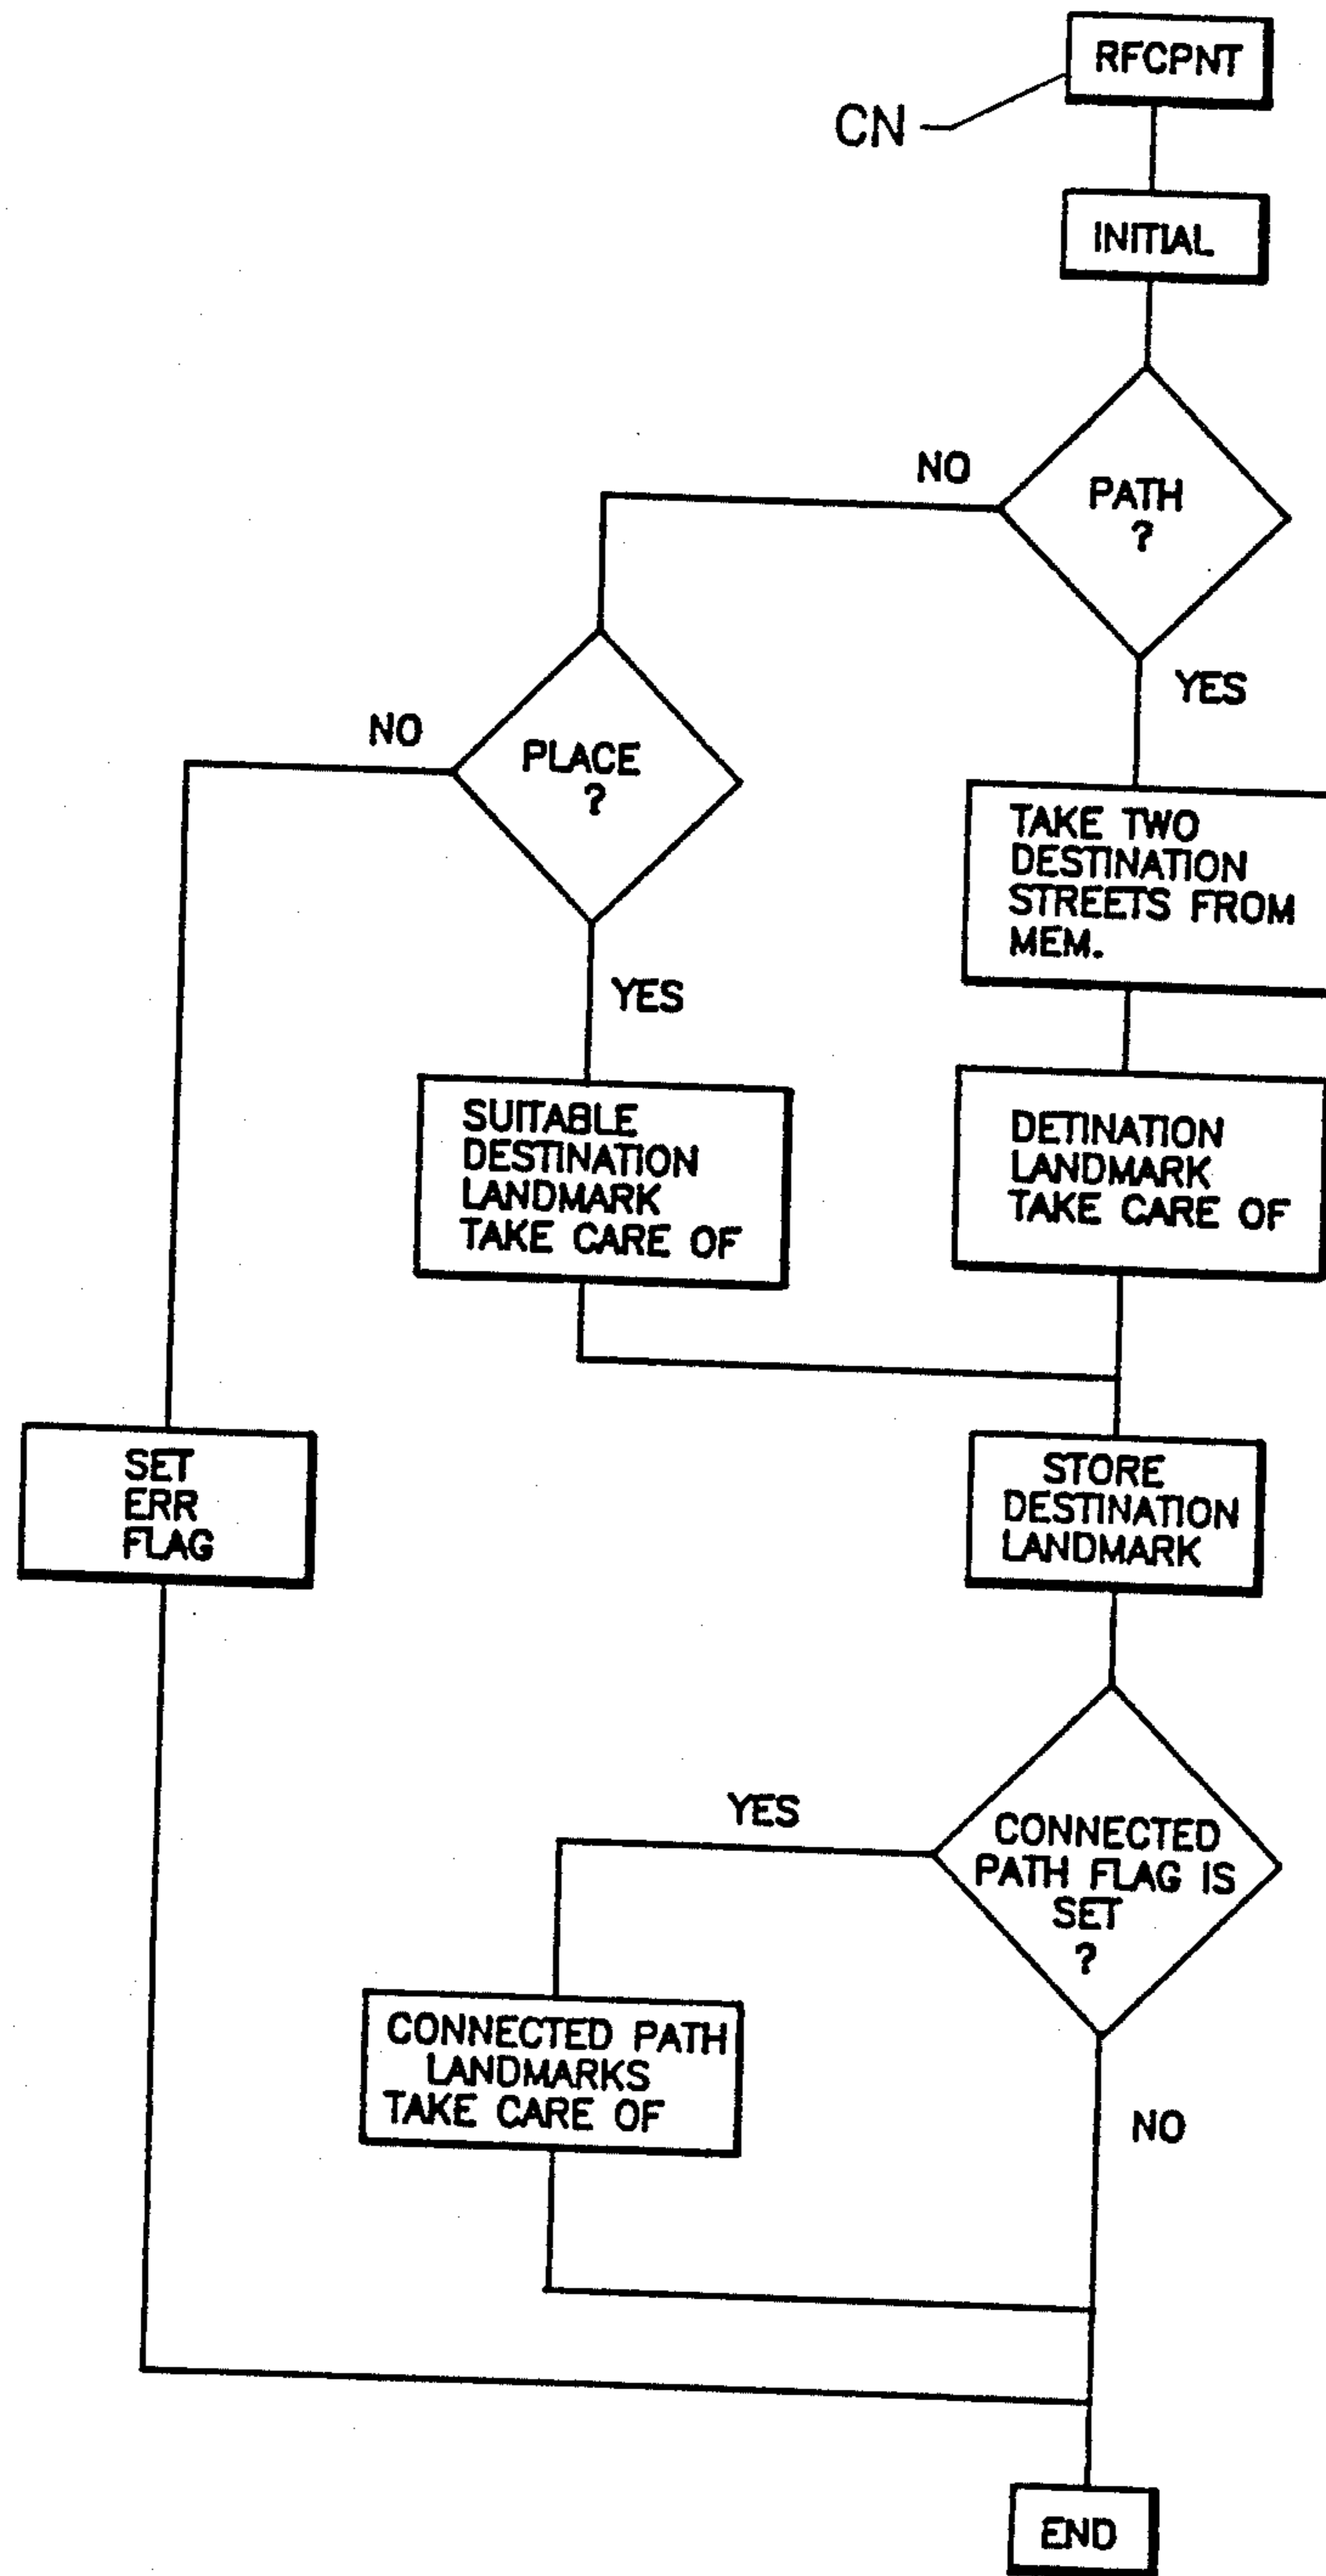 RFCPNT
CN
INITIAL
NO
PATH
?
YES
NO
PLACE
?
TAKE TWO
DESTINATION
STREETS FROM
MEM.
YES
SUITABLE
DESTINATION
LANDMARK
TAKE CARE OF
DETINATION
LANDMARK
TAKE CARE OF
SET
ERR
FLAG
STORE
DESTINATION
LANDMARK
YES
CONNECTED
PATH FLAG IS
SET
?
CONNECTED PATH
LANDMARKS
TAKE CARE OF
NO
END